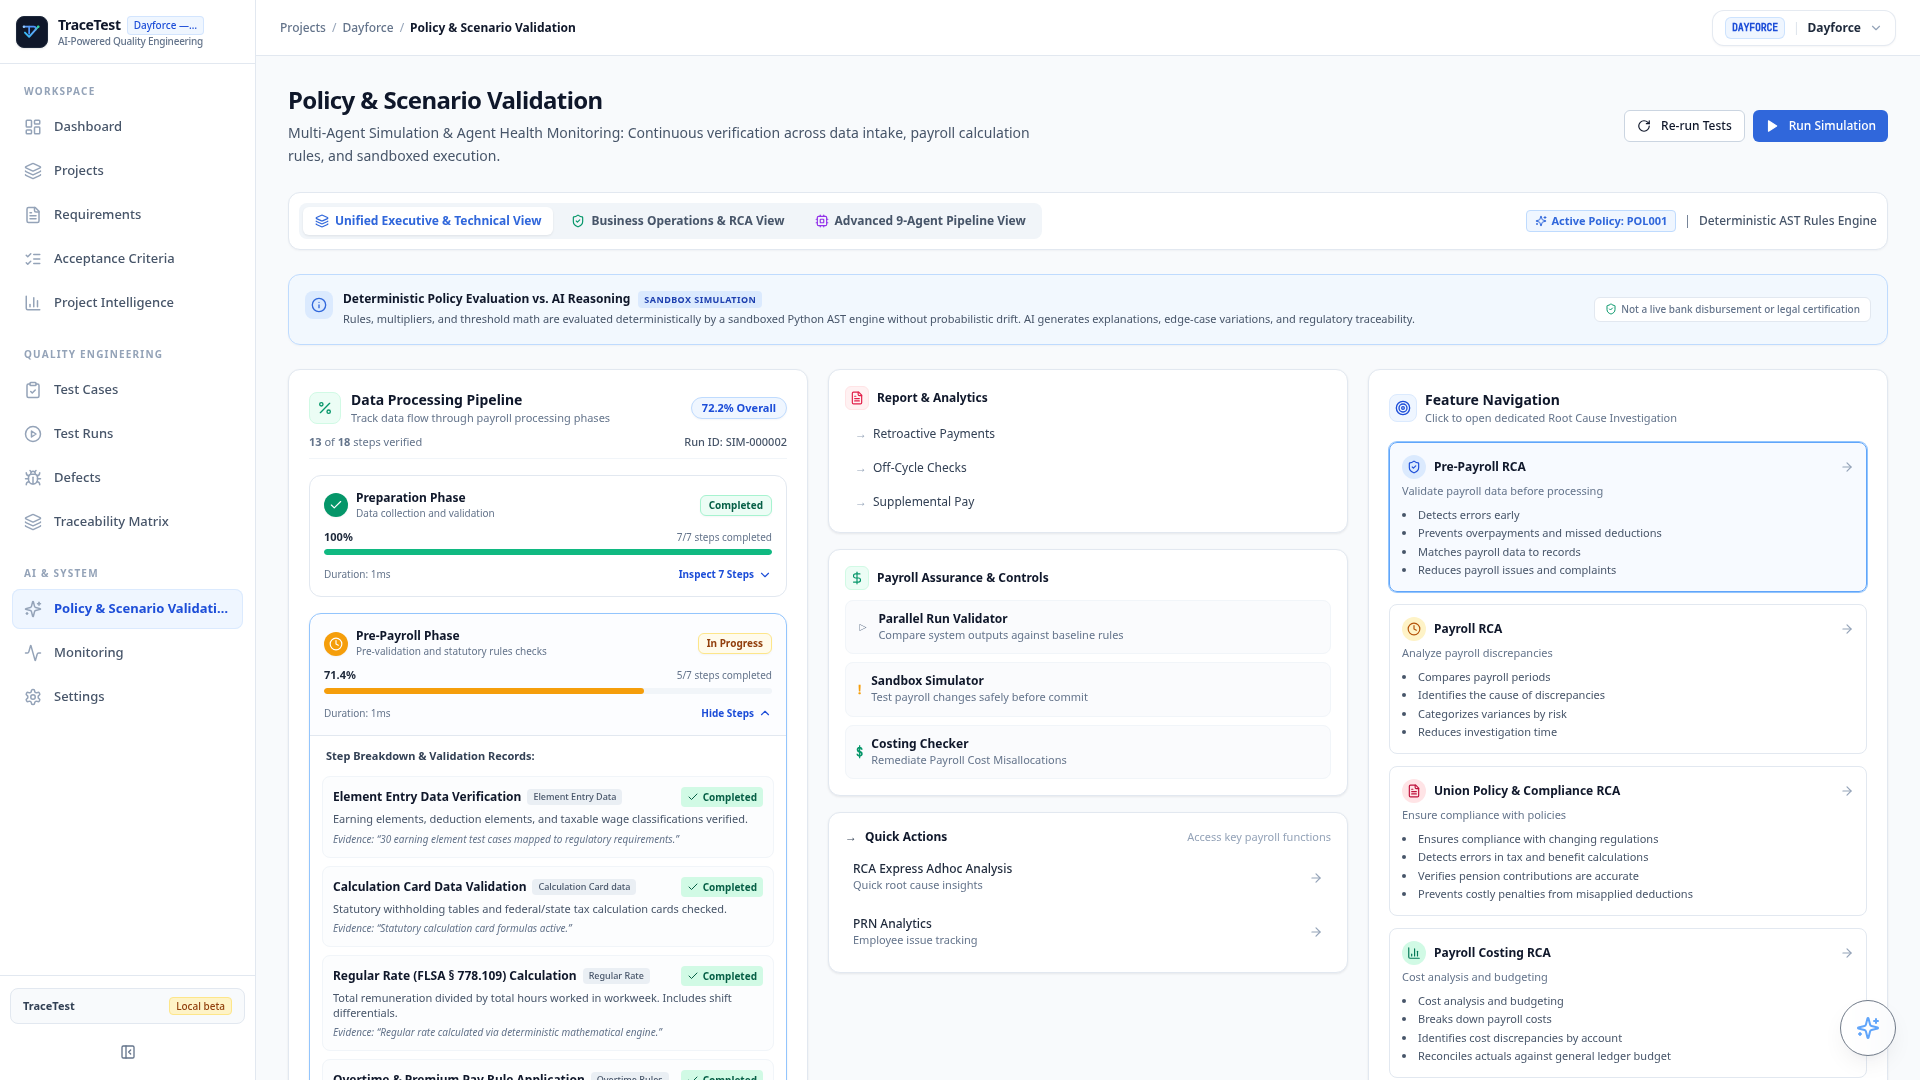 TraceTest
Dayforce —...
AI-Powered Quality Engineering
WORKSPACE
Dashboard
Projects
Requirements
Acceptance Criteria
Project Intelligence
QUALITY ENGINEERING
Test Cases
Test Runs
Defects
Traceability Matrix
AI & SYSTEM
Policy & Scenario Validati...
Monitoring
Settings
TraceTest
Local beta
Projects / Dayforce / Policy & Scenario Validation
DAYFORCE
Dayforce
Policy & Scenario Validation
Multi-Agent Simulation & Agent Health Monitoring: Continuous verification across data intake, payroll calculation
rules, and sandboxed execution.
Re-run Tests
Run Simulation
Unified Executive & Technical View
Business Operations & RCA View
Advanced 9-Agent Pipeline View
Active Policy: POL001 | Deterministic AST Rules Engine
Deterministic Policy Evaluation vs. AI Reasoning
SANDBOX SIMULATION
Rules, multipliers, and threshold math are evaluated deterministically by a sandboxed Python AST engine without probabilistic drift. AI generates explanations, edge-case variations, and regulatory traceability.
Not a live bank disbursement or legal certification
Data Processing Pipeline
Track data flow through payroll processing phases
72.2% Overall
13 of 18 steps verified
Run ID: SIM-000002
Preparation Phase
Data collection and validation
Completed
100%
7/7 steps completed
Duration: 1ms
Inspect 7 Steps
Pre-Payroll Phase
Pre-validation and statutory rules checks
In Progress
71.4%
5/7 steps completed
Duration: 1ms
Hide Steps
Step Breakdown & Validation Records:
Element Entry Data Verification
Element Entry Data
Completed
Earning elements, deduction elements, and taxable wage classifications verified.
Evidence: “30 earning element test cases mapped to regulatory requirements.”
Calculation Card Data Validation
Calculation Card data
Completed
Statutory withholding tables and federal/state tax calculation cards checked.
Evidence: “Statutory calculation card formulas active.”
Regular Rate (FLSA § 778.109) Calculation
Regular Rate
Completed
Total remuneration divided by total hours worked in workweek. Includes shift
differentials.
Evidence: “Regular rate calculated via deterministic mathematical engine.”
Overtime & Premium Pay Rule Application
Overtime Rules
Completed
Report & Analytics
→ Retroactive Payments
→ Off-Cycle Checks
→ Supplemental Pay
Payroll Assurance & Controls
Parallel Run Validator
Compare system outputs against baseline rules
! Sandbox Simulator
Test payroll changes safely before commit
$ Costing Checker
Remediate Payroll Cost Misallocations
→ Quick Actions
Access key payroll functions
RCA Express Adhoc Analysis
Quick root cause insights
PRN Analytics
Employee issue tracking
Feature Navigation
Click to open dedicated Root Cause Investigation
Pre-Payroll RCA
Validate payroll data before processing
• Detects errors early
• Prevents overpayments and missed deductions
• Matches payroll data to records
• Reduces payroll issues and complaints
Payroll RCA
Analyze payroll discrepancies
• Compares payroll periods
• Identifies the cause of discrepancies
• Categorizes variances by risk
• Reduces investigation time
Union Policy & Compliance RCA
Ensure compliance with policies
• Ensures compliance with changing regulations
• Detects errors in tax and benefit calculations
• Verifies pension contributions are accurate
• Prevents costly penalties from misapplied deductions
Payroll Costing RCA
Cost analysis and budgeting
• Cost analysis and budgeting
• Breaks down payroll costs
• Identifies cost discrepancies by account
• Reconciles actuals against general ledger budget